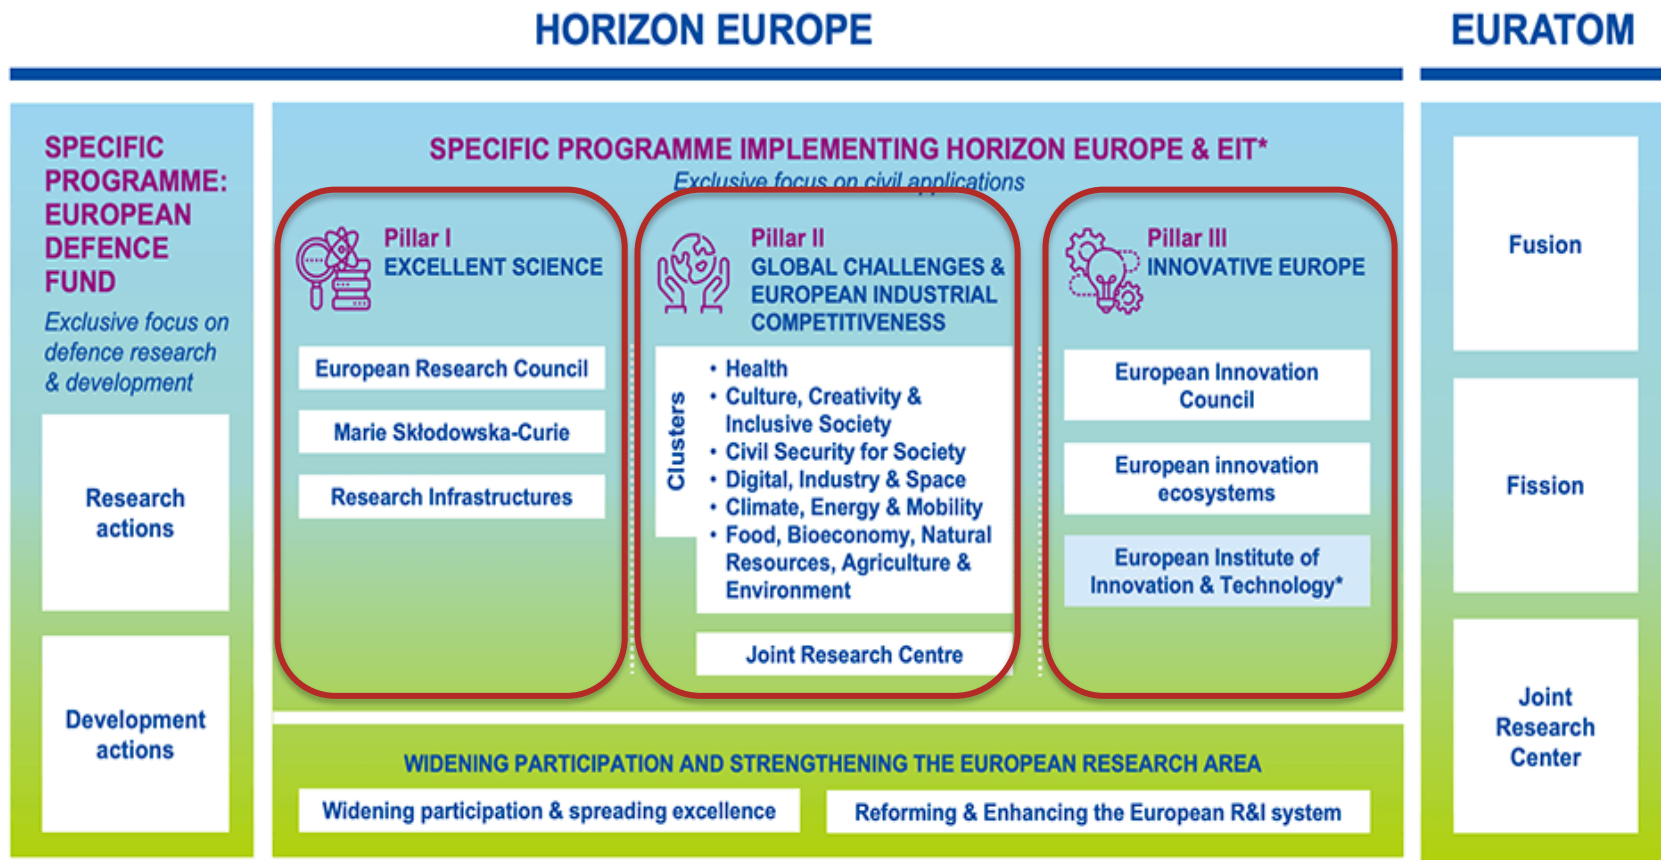 HORIZON EUROPE
EURATOM
SPECIFIC
PROGRAMME:
EUROPEAN
DEFENCE
FUND
Exclusive focus on
defence research
& development
Research
actions
Development
actions
SPECIFIC PROGRAMME IMPLEMENTING HORIZON EUROPE & EIT*
Exclusive focus on civil applications
Pillar I
EXCELLENT SCIENCE
European Research Council
Marie Skłodowska-Curie
Research Infrastructures
Pillar II
GLOBAL CHALLENGES &
EUROPEAN INDUSTRIAL
COMPETITIVENESS
Clusters
• Health
• Culture, Creativity &
Inclusive Society
• Civil Security for Society
• Digital, Industry & Space
• Climate, Energy & Mobility
• Food, Bioeconomy, Natural
Resources, Agriculture &
Environment
Joint Research Centre
Pillar III
INNOVATIVE EUROPE
European Innovation
Council
European innovation
ecosystems
European Institute of
Innovation & Technology*
WIDENING PARTICIPATION AND STRENGTHENING THE EUROPEAN RESEARCH AREA
Widening participation & spreading excellence
Reforming & Enhancing the European R&I system
Fusion
Fission
Joint
Research
Center